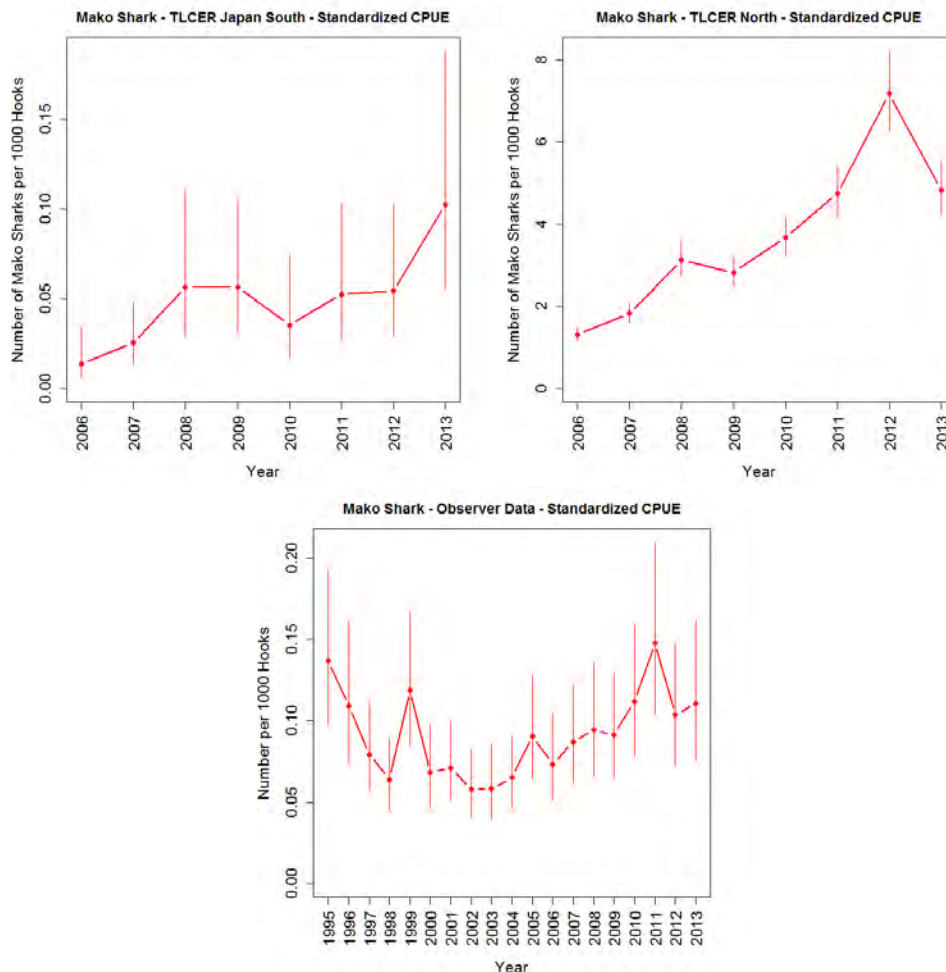 Mako Shark - TLCER Japan South - Standardized CPUE
Number of Mako Sharks per 1000 Hooks
0.00 0.05 0.10 0.15
2006 2007 2008 2009 2010 2011 2012 2013
Year
Mako Shark - TLCER North - Standardized CPUE
Number of Mako Sharks per 1000 Hooks
0 2 4 6 8
2006 2007 2008 2009 2010 2011 2012 2013
Year
Mako Shark - Observer Data - Standardized CPUE
Number per 1000 Hooks
0.00 0.05 0.10 0.15 0.20
1995 1996 1997 1998 1999 2000 2001 2002 2003 2004 2005 2006 2007 2008 2009 2010 2011 2012 2013
Year